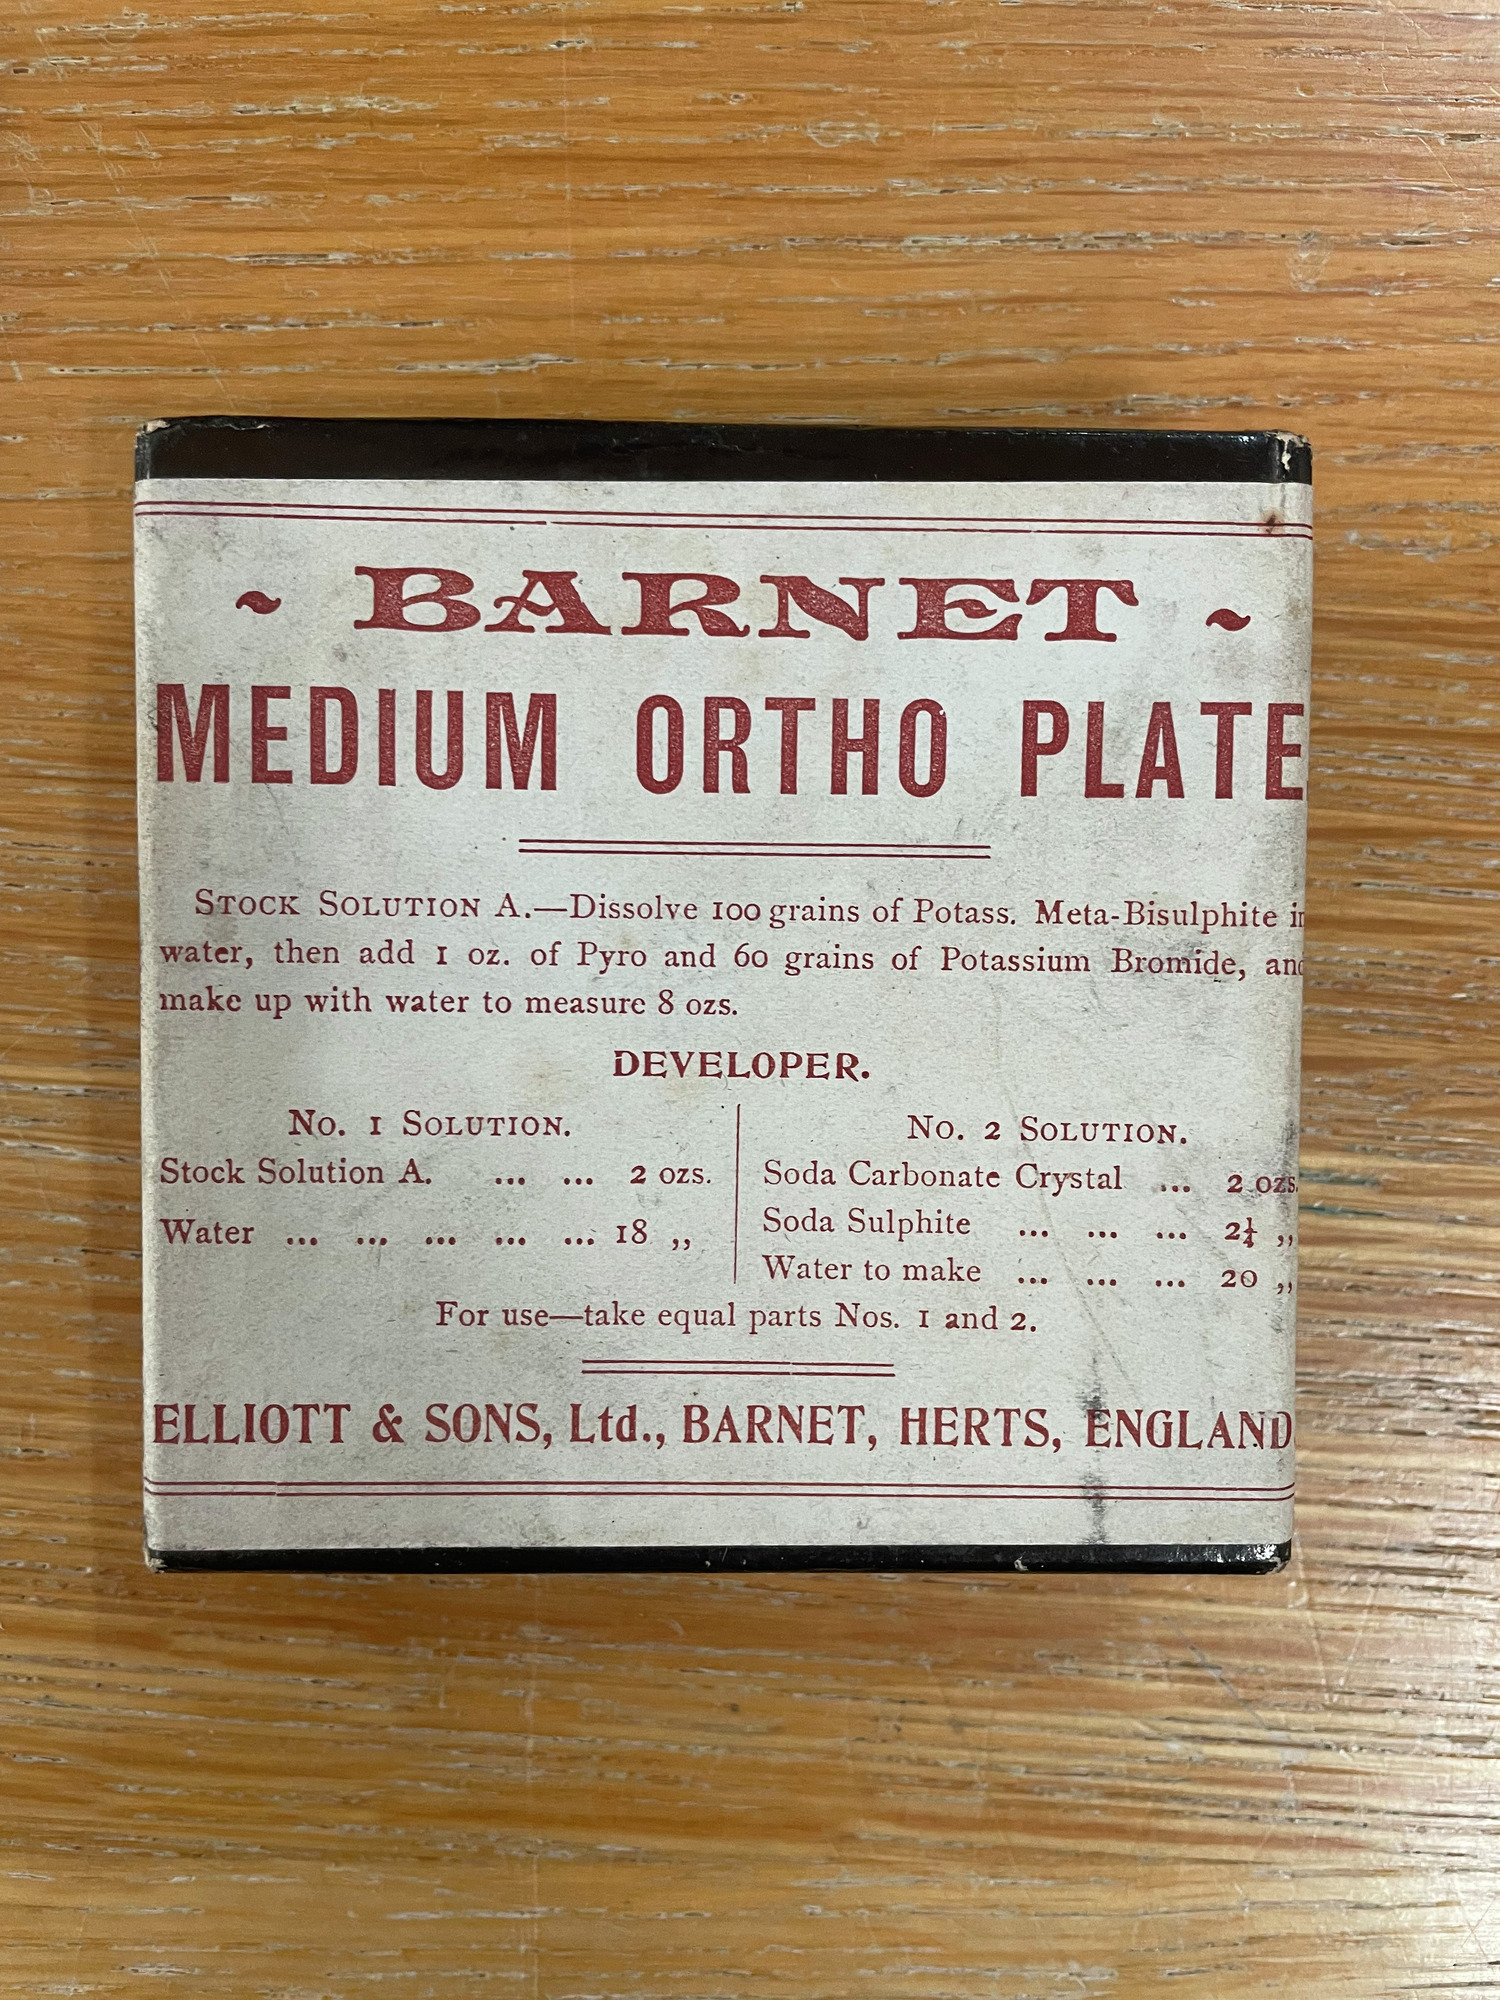 ~ BARNET ~
MEDIUM ORTHO PLATE
STOCK SOLUTION A.—Dissolve 100 grains of Potass. Meta-Bisulphite in
water, then add 1 oz. of Pyro and 60 grains of Potassium Bromide, and
make up with water to measure 8 ozs.
DEVELOPER.
No. 1 SOLUTION.
Stock Solution A. ... ... 2 ozs.
Water ... ... ... ... ... 18 ,,
No. 2 SOLUTION.
Soda Carbonate Crystal ... 2 ozs.
Soda Sulphite ... ... ... 2¼ ,,
Water to make ... ... ... 20 ,,
For use—take equal parts Nos. 1 and 2.
ELLIOTT & SONS, Ltd., BARNET, HERTS, ENGLAND